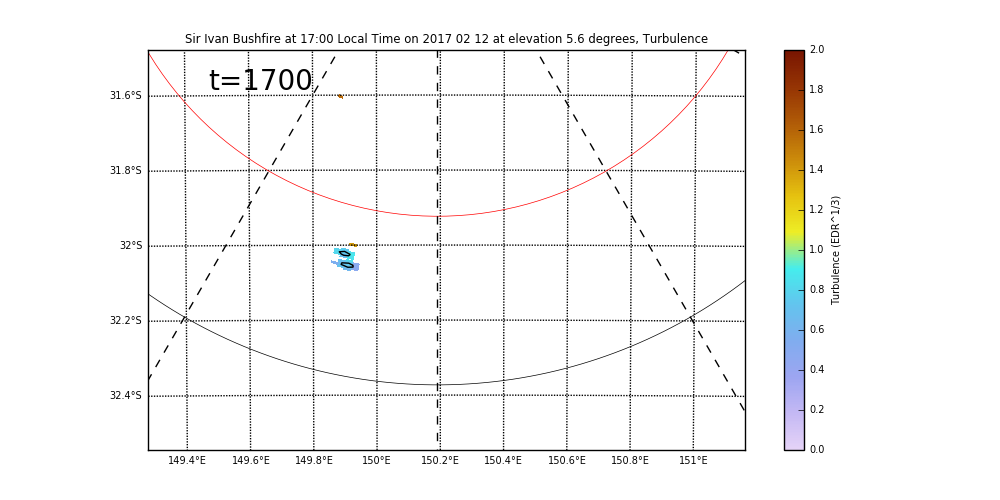 Sir Ivan Bushfire at 17:00 Local Time on 2017 02 12 at elevation 5.6 degrees, Turbulence
t=1700
31.6°S
31.8°S
32°S
32.2°S
32.4°S
149.4°E 149.6°E 149.8°E 150°E 150.2°E 150.4°E 150.6°E 150.8°E 151°E
2.0
1.8
1.6
1.4
1.2
1.0
0.8
0.6
0.4
0.2
0.0
Turbulence (EDR^1/3)